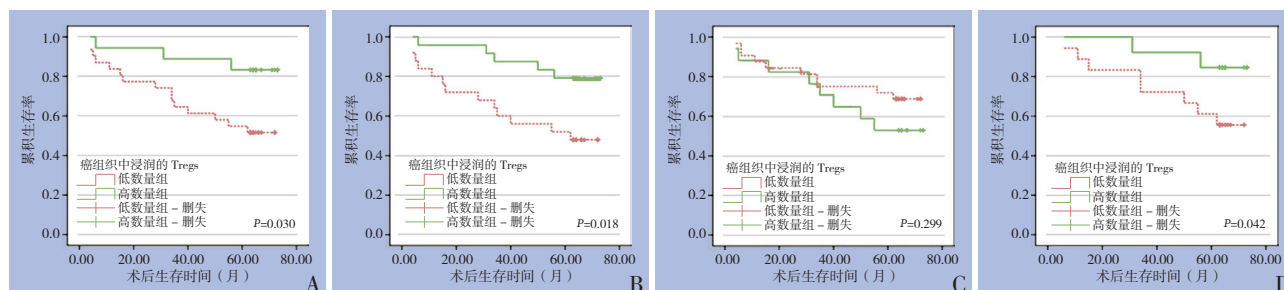 1.0
0.8
0.6
0.4
0.2
0.0
累积生存率
癌组织中浸润的 Tregs
低数量组
高数量组
低数量组 – 删失
高数量组 – 删失
P=0.030
0.00 20.00 40.00 60.00 80.00
术后生存时间（月）
A
1.0
0.8
0.6
0.4
0.2
0.0
累积生存率
癌组织中浸润的 Tregs
低数量组
高数量组
低数量组 – 删失
高数量组 – 删失
P=0.018
0.00 20.00 40.00 60.00 80.00
术后生存时间（月）
B
1.0
0.8
0.6
0.4
0.2
0.0
累积生存率
癌组织中浸润的 Tregs
低数量组
高数量组
低数量组 – 删失
高数量组 – 删失
P=0.299
0.00 20.00 40.00 60.00 80.00
术后生存时间（月）
C
1.0
0.8
0.6
0.4
0.2
0.0
累积生存率
癌组织中浸润的 Tregs
低数量组
高数量组
低数量组 – 删失
高数量组 – 删失
P=0.042
0.00 20.00 40.00 60.00 80.00
术后生存时间（月）